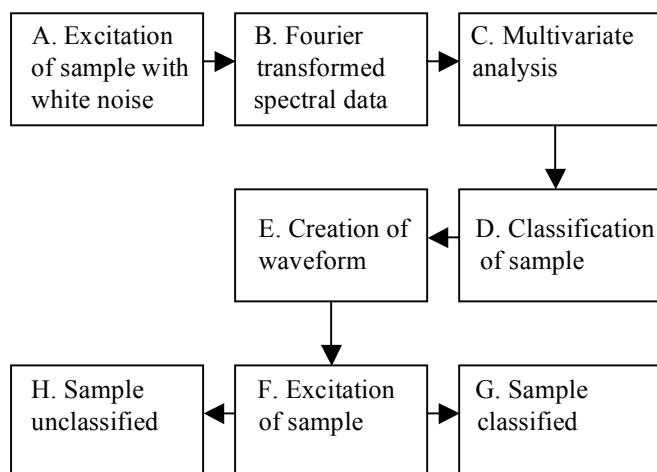 A. Excitation
of sample with
white noise
B. Fourier
transformed
spectral data
C. Multivariate
analysis
E. Creation of
waveform
D. Classification
of sample
H. Sample
unclassified
F. Excitation
of sample
G. Sample
classified